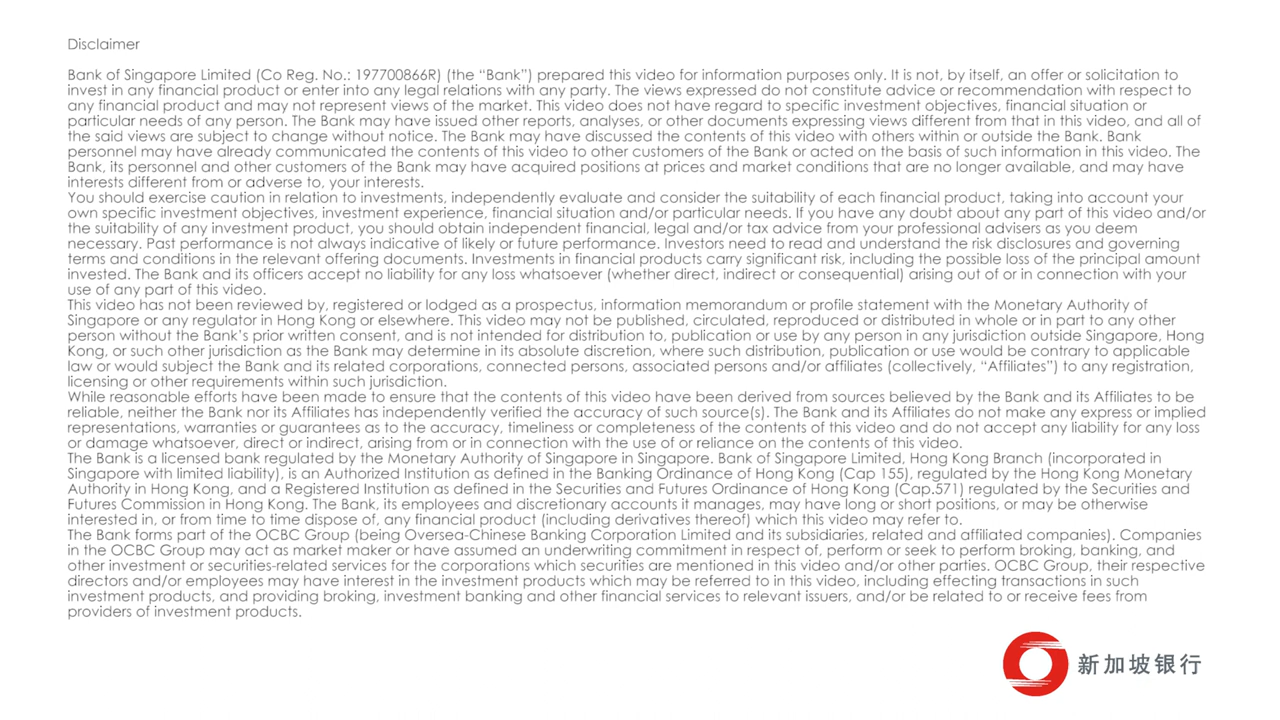 Disclaimer
Bank of Singapore Limited (Co Reg. No.: 197700866R) (the “Bank”) prepared this video for information purposes only. It is not, by itself, an offer or solicitation to
invest in any financial product or enter into any legal relations with any party. The views expressed do not constitute advice or recommendation with respect to
any financial product and may not represent views of the market. This video does not have regard to specific investment objectives, financial situation or
particular needs of any person. The Bank may have issued other reports, analyses, or other documents expressing views different from that in this video, and all of
the said views are subject to change without notice. The Bank may have discussed the contents of this video with others within or outside the Bank. Bank
personnel may have already communicated the contents of this video to other customers of the Bank or acted on the basis of such information in this video. The
Bank, its personnel and other customers of the Bank may have acquired positions at prices and market conditions that are no longer available, and may have
interests different from or adverse to, your interests.
You should exercise caution in relation to investments, independently evaluate and consider the suitability of each financial product, taking into account your
own specific investment objectives, investment experience, financial situation and/or particular needs. If you have any doubt about any part of this video and/or
the suitability of any investment product, you should obtain independent financial, legal and/or tax advice from your professional advisers as you deem
necessary. Past performance is not always indicative of likely or future performance. Investors need to read and understand the risk disclosures and governing
terms and conditions in the relevant offering documents. Investments in financial products carry significant risk, including the possible loss of the principal amount
invested. The Bank and its officers accept no liability for any loss whatsoever (whether direct, indirect or consequential) arising out of or in connection with your
use of any part of this video.
This video has not been reviewed by, registered or lodged as a prospectus, information memorandum or profile statement with the Monetary Authority of
Singapore or any regulator in Hong Kong or elsewhere. This video may not be published, circulated, reproduced or distributed in whole or in part to any other
person without the Bank’s prior written consent, and is not intended for distribution to, publication or use by any person in any jurisdiction outside Singapore, Hong
Kong, or such other jurisdiction as the Bank may determine in its absolute discretion, where such distribution, publication or use would be contrary to applicable
law or would subject the Bank and its related corporations, connected persons, associated persons and/or affiliates (collectively, “Affiliates”) to any registration,
licensing or other requirements within such jurisdiction.
While reasonable efforts have been made to ensure that the contents of this video have been derived from sources believed by the Bank and its Affiliates to be
reliable, neither the Bank nor its Affiliates has independently verified the accuracy of such source(s). The Bank and its Affiliates do not make any express or implied
representations, warranties or guarantees as to the accuracy, timeliness or completeness of the contents of this video and do not accept any liability for any loss
or damage whatsoever, direct or indirect, arising from or in connection with the use of or reliance on the contents of this video.
The Bank is a licensed bank regulated by the Monetary Authority of Singapore in Singapore. Bank of Singapore Limited, Hong Kong Branch (incorporated in
Singapore with limited liability), is an Authorized Institution as defined in the Banking Ordinance of Hong Kong (Cap 155), regulated by the Hong Kong Monetary
Authority in Hong Kong, and a Registered Institution as defined in the Securities and Futures Ordinance of Hong Kong (Cap.571) regulated by the Securities and
Futures Commission in Hong Kong. The Bank, its employees and discretionary accounts it manages, may have long or short positions, or may be otherwise
interested in, or from time to time dispose of, any financial product (including derivatives thereof) which this video may refer to.
The Bank forms part of the OCBC Group (being Oversea-Chinese Banking Corporation Limited and its subsidiaries, related and affiliated companies). Companies
in the OCBC Group may act as market maker or have assumed an underwriting commitment in respect of, perform or seek to perform broking, banking, and
other investment or securities-related services for the corporations which securities are mentioned in this video and/or other parties. OCBC Group, their respective
directors and/or employees may have interest in the investment products which may be referred to in this video, including effecting transactions in such
investment products, and providing broking, investment banking and other financial services to relevant issuers, and/or be related to or receive fees from
providers of investment products.
新加坡银行